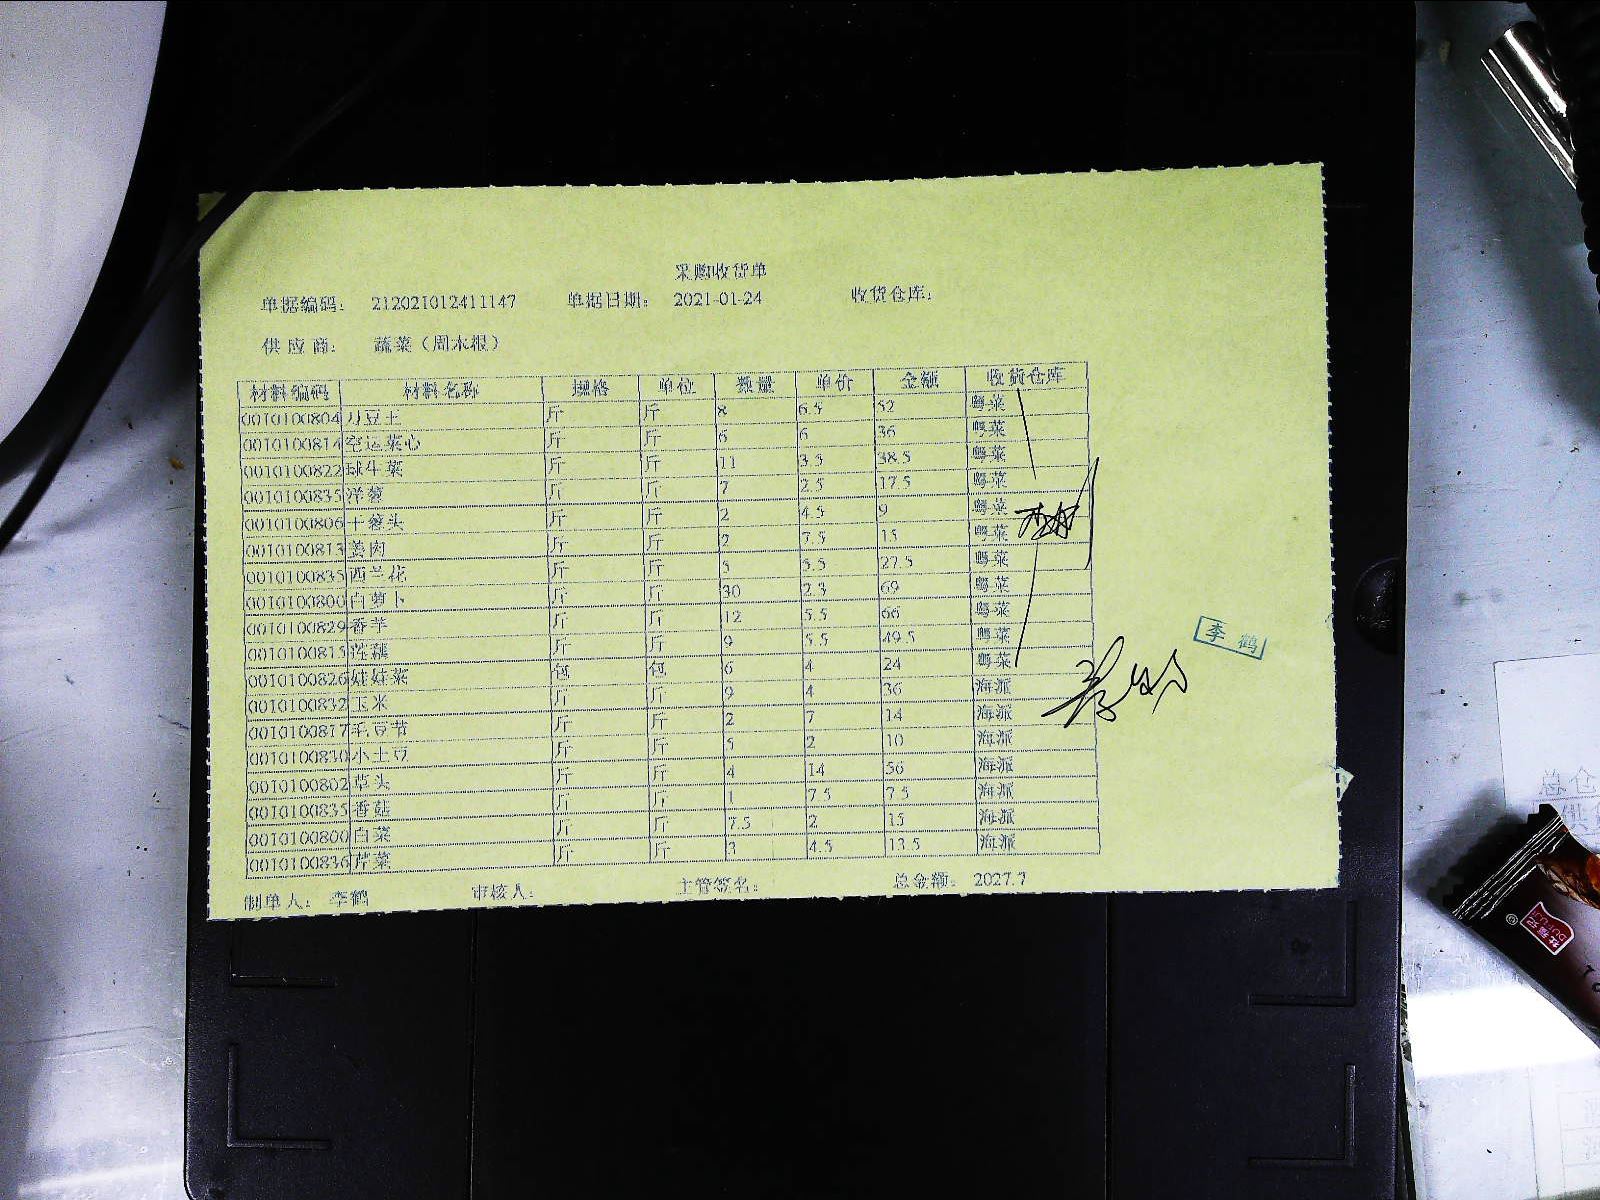 采购收货单
单据编码: 212021012411147 单据日期: 2021-01-24 收货仓库:
供应商: 蔬菜(周木根)
材料编码 材料名称 规格 单位 数量 单价 金额 收货仓库
0010100804 刀豆王 斤 斤 8 6.5 52 粤菜
0010100814 空运菜心 斤 斤 6 6 36 粤菜
0010100822 球生菜 斤 斤 11 3.5 38.5 粤菜
0010100835 洋葱 斤 斤 7 2.5 17.5 粤菜
0010100806 干葱头 斤 斤 2 4.5 9 粤菜
0010100813 姜肉 斤 斤 2 7.5 15 粤菜
0010100835 西兰花 斤 斤 5 5.5 27.5 粤菜
0010100800 白萝卜 斤 斤 30 2.3 69 粤菜
0010100829 香芋 斤 斤 12 5.5 66 粤菜
0010100815 莲藕 斤 斤 9 5.5 49.5 粤菜
0010100826 娃娃菜 包 包 6 4 24 粤菜
0010100832 玉米 斤 斤 9 4 36 海派
0010100817 毛豆节 斤 斤 2 7 14 海派
0010100830 小土豆 斤 斤 5 2 10 海派
0010100802 草头 斤 斤 4 14 56 海派
0010100835 香菇 斤 斤 1 7.5 7.5 海派
0010100800 白菜 斤 斤 7.5 2 15 海派
0010100836 芹菜 斤 斤 3 4.5 13.5 海派
制单人: 李鹤 审核人: 主管签名: 总金额: 2027.7
李鹤